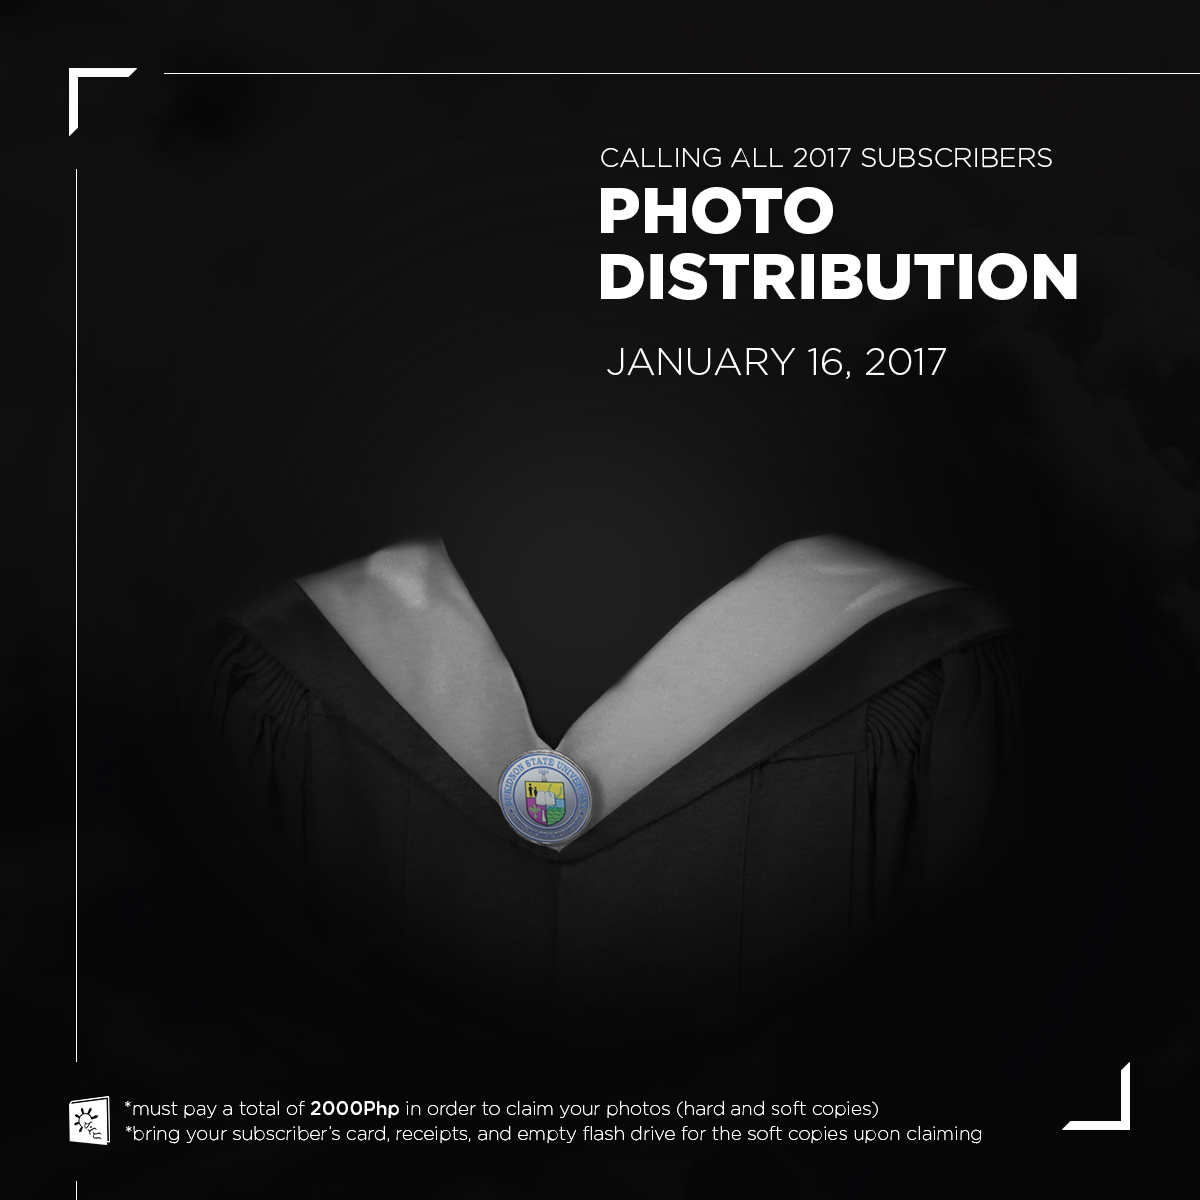 CALLING ALL 2017 SUBSCRIBERS
PHOTO
DISTRIBUTION
JANUARY 16, 2017
BUKIDNON STATE
*must pay a total of 2000Php in order to claim your photos (hard and soft copies)
*bring your subscriber's card, receipts, and empty flash drive for the soft copies upon claiming